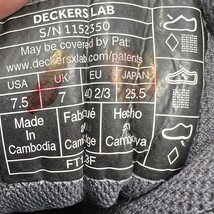 DECKERS LAB
S/N 1152550
May be covered by Pat:
www.deckersxlab.com/patents
USA UK EU JAPAN
7.5 7 40 2/3 25.5
Made Fabriqué Hecho
in au en
Cambodia Cambodge Camboya